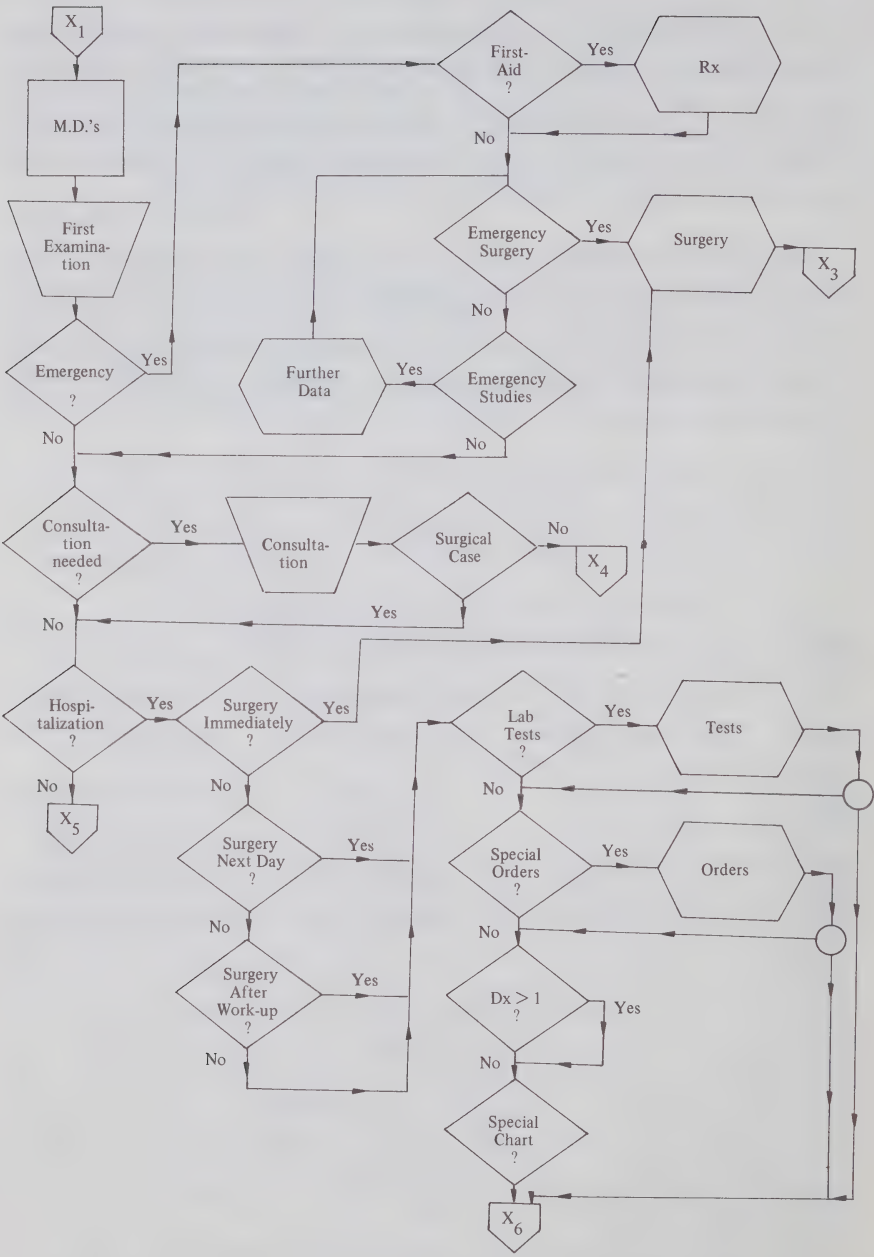 X1
M.D.'s
First
Examina-
tion
Emergency
?
Yes
No
First-
Aid
?
Yes
Rx
No
Emergency
Surgery
Yes
Surgery
X3
No
Emergency
Studies
Yes
Further
Data
No
Consulta-
tion
needed
?
Yes
Consulta-
tion
Surgical
Case
No
X4
Yes
No
Hospi-
talization
?
Yes
No
X5
Surgery
Immediately
?
Yes
No
Surgery
Next Day
?
Yes
No
Surgery
After
Work-up
?
Yes
No
Lab
Tests
?
Yes
Tests
No
Special
Orders
?
Yes
Orders
No
Dx > 1
?
Yes
No
Special
Chart
?
X6